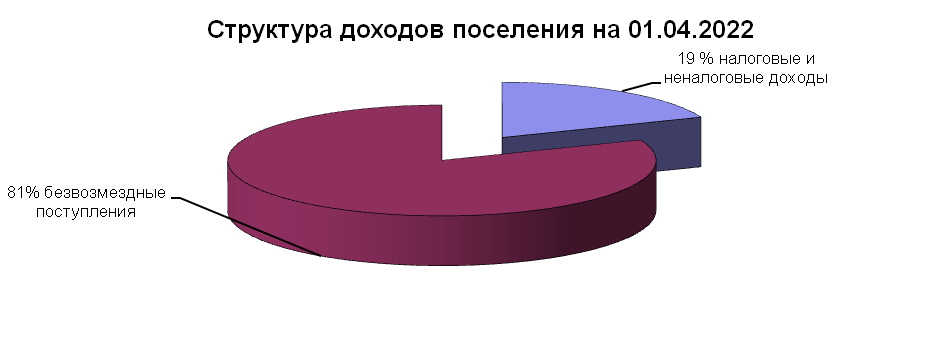 Структура доходов поселения на 01.04.2022
19 % налоговые и
неналоговые доходы
81% безвозмездные
поступления